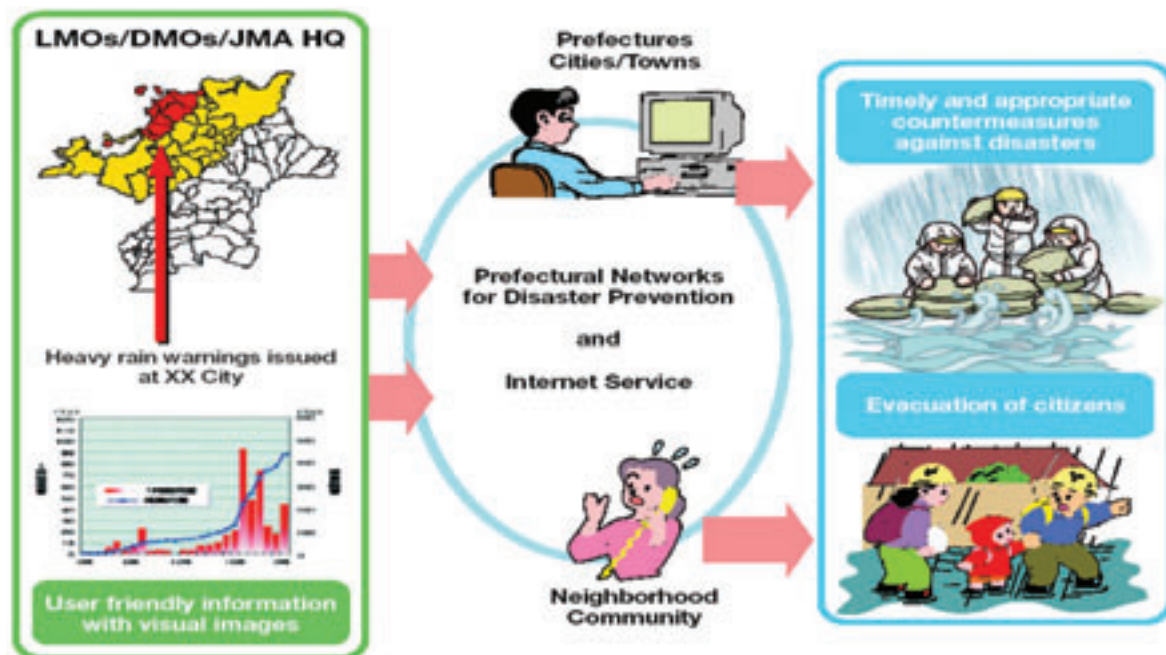 LMOs/DMOs/JMA HQ
Heavy rain warnings issued
at XX City
User friendly information
with visual images
Prefectures
Cities/Towns
Prefectural Networks
for Disaster Prevention
and
Internet Service
Neighborhood
Community
Timely and appropriate
countermeasures
against disasters
Evacuation of citizens